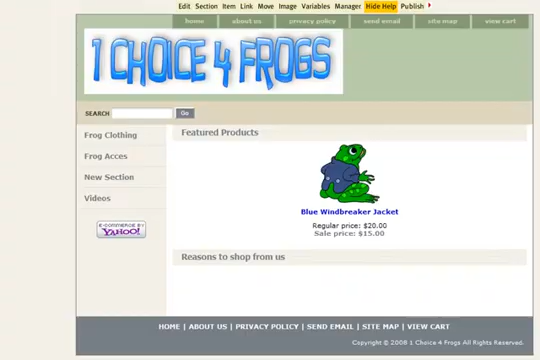 Edit Section Item Link Move Image Variables Manager Hide Help Publish
home about us privacy policy send email site map view cart
1 CHOICE 4 FROGS
SEARCH Go
Frog Clothing
Frog Acces
New Section
Videos
E-COMMERCE BY
YAHOO!
Featured Products
Blue Windbreaker Jacket
Regular price: $20.00
Sale price: $15.00
Reasons to shop from us
HOME | ABOUT US | PRIVACY POLICY | SEND EMAIL | SITE MAP | VIEW CART
Copyright © 2008 1 Choice 4 Frogs All Rights Reserved.